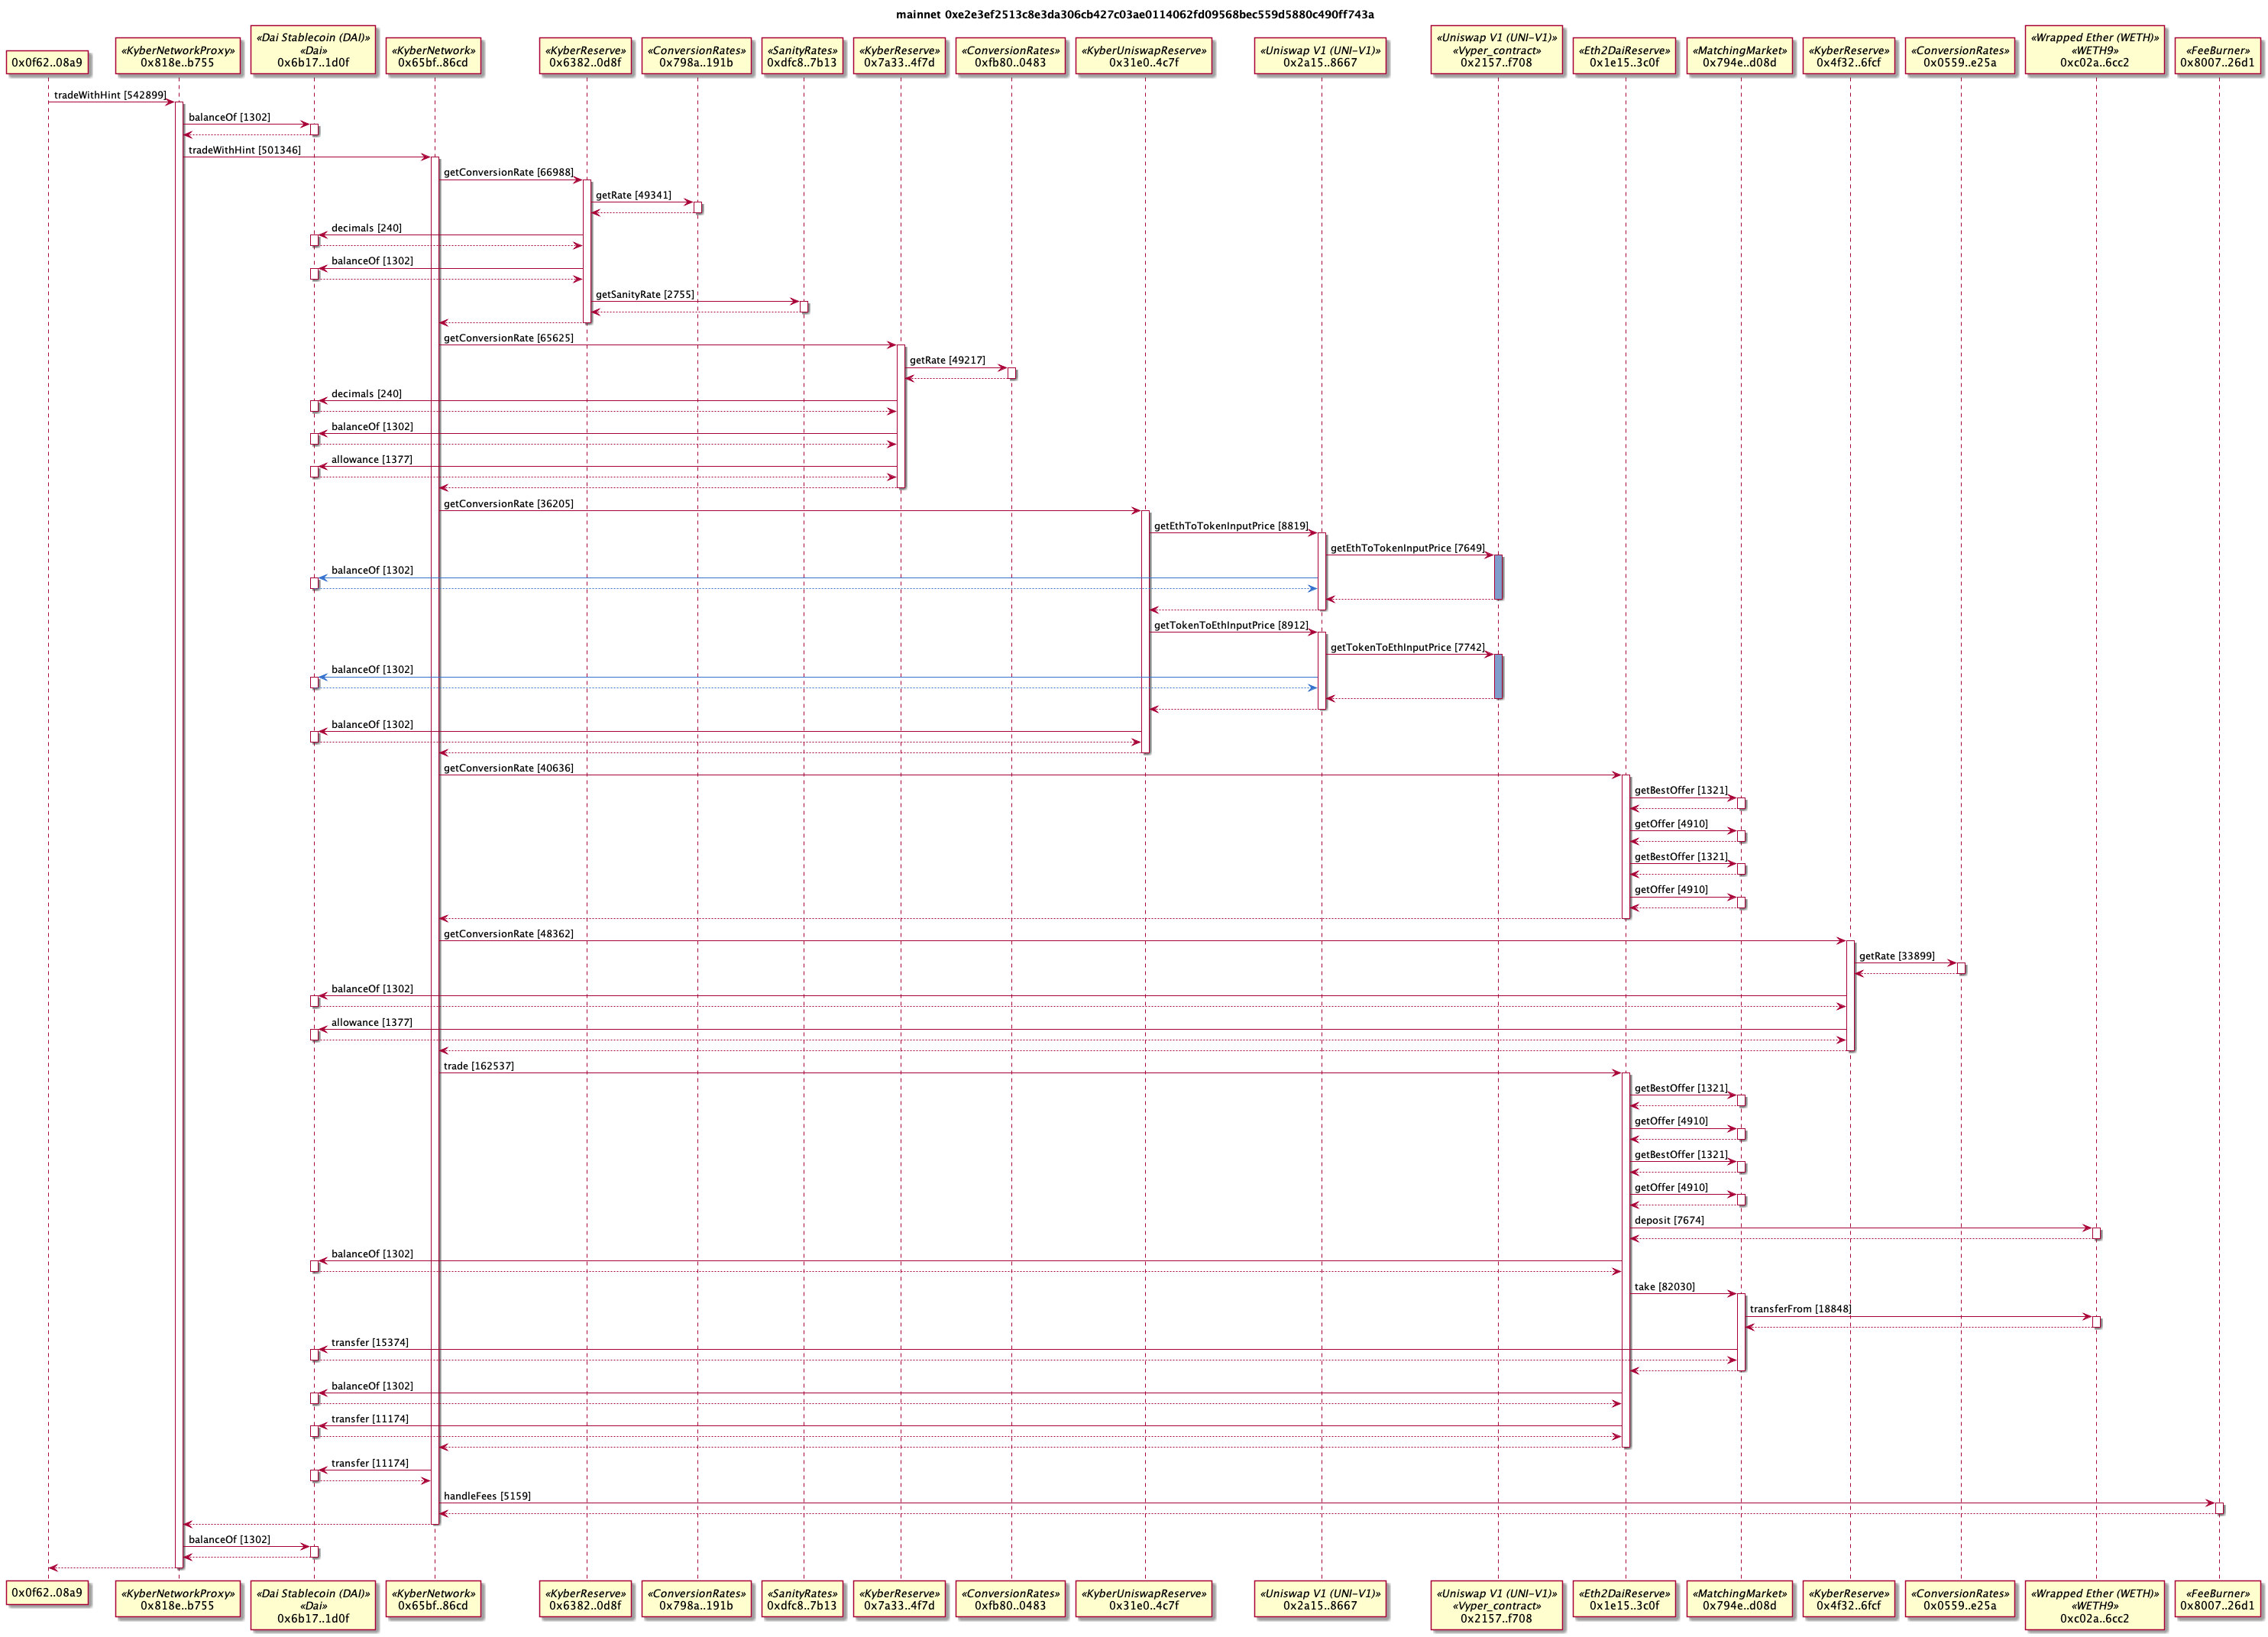 mainnet 0xe2e3ef2513c8e3da306cb427c03ae0114062fd09568bec559d5880c490ff743a
0x0f62..08a9
«KyberNetworkProxy»
0x818e..b755
«Dai Stablecoin (DAI)»
«Dai»
0x6b17..1d0f
«KyberNetwork»
0x65bf..86cd
«KyberReserve»
0x6382..0d8f
«ConversionRates»
0x798a..191b
«SanityRates»
0xdfc8..7b13
«KyberReserve»
0x7a33..4f7d
«ConversionRates»
0xfb80..0483
«KyberUniswapReserve»
0x31e0..4c7f
«Uniswap V1 (UNI-V1)»
0x2a15..8667
«Uniswap V1 (UNI-V1)»
«Vyper_contract»
0x2157..f708
«Eth2DaiReserve»
0x1e15..3c0f
«MatchingMarket»
0x794e..d08d
«KyberReserve»
0x4f32..6fcf
«ConversionRates»
0x0559..e25a
«Wrapped Ether (WETH)»
«WETH9»
0xc02a..6cc2
«FeeBurner»
0x8007..26d1
tradeWithHint [542899]
balanceOf [1302]
tradeWithHint [501346]
getConversionRate [66988]
getRate [49341]
decimals [240]
balanceOf [1302]
getSanityRate [2755]
getConversionRate [65625]
getRate [49217]
decimals [240]
balanceOf [1302]
allowance [1377]
getConversionRate [36205]
getEthToTokenInputPrice [8819]
getEthToTokenInputPrice [7649]
balanceOf [1302]
getTokenToEthInputPrice [8912]
getTokenToEthInputPrice [7742]
balanceOf [1302]
balanceOf [1302]
getConversionRate [40636]
getBestOffer [1321]
getOffer [4910]
getBestOffer [1321]
getOffer [4910]
getConversionRate [48362]
getRate [33899]
balanceOf [1302]
allowance [1377]
trade [162537]
getBestOffer [1321]
getOffer [4910]
getBestOffer [1321]
getOffer [4910]
deposit [7674]
balanceOf [1302]
take [82030]
transferFrom [18848]
transfer [15374]
balanceOf [1302]
transfer [11174]
transfer [11174]
handleFees [5159]
balanceOf [1302]
0x0f62..08a9
«KyberNetworkProxy»
0x818e..b755
«Dai Stablecoin (DAI)»
«Dai»
0x6b17..1d0f
«KyberNetwork»
0x65bf..86cd
«KyberReserve»
0x6382..0d8f
«ConversionRates»
0x798a..191b
«SanityRates»
0xdfc8..7b13
«KyberReserve»
0x7a33..4f7d
«ConversionRates»
0xfb80..0483
«KyberUniswapReserve»
0x31e0..4c7f
«Uniswap V1 (UNI-V1)»
0x2a15..8667
«Uniswap V1 (UNI-V1)»
«Vyper_contract»
0x2157..f708
«Eth2DaiReserve»
0x1e15..3c0f
«MatchingMarket»
0x794e..d08d
«KyberReserve»
0x4f32..6fcf
«ConversionRates»
0x0559..e25a
«Wrapped Ether (WETH)»
«WETH9»
0xc02a..6cc2
«FeeBurner»
0x8007..26d1